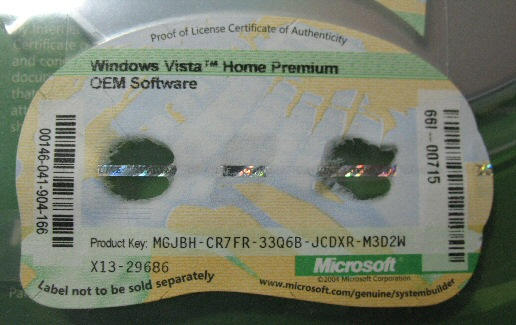 Proof of License Certificate of Authenticity
Windows Vista™ Home Premium
OEM Software
00146-041-904-166
66I-00715
Product Key: MGJBH-CR7FR-33Q6B-JCDXR-M3D2W
X13-29686
Microsoft
©2004 Microsoft Corporation
Label not to be sold separately
www.microsoft.com/genuine/systembuilder